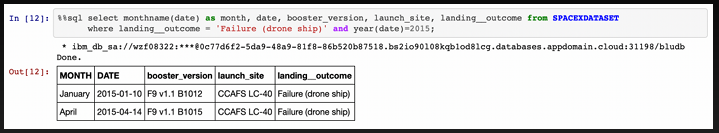 In [12]: %%sql select monthname(date) as month, date, booster_version, launch_site, landing__outcome from SPACEXDATASET
where landing__outcome = 'Failure (drone ship)' and year(date)=2015;
* ibm_db_sa://wzf08322:***@0c77d6f2-5da9-48a9-81f8-86b520b87518.bs2io90l08kqb1od8lcg.databases.appdomain.cloud:31198/bludb
Done.
Out[12]: MONTH DATE booster_version launch_site landing__outcome
January 2015-01-10 F9 v1.1 B1012 CCAFS LC-40 Failure (drone ship)
April 2015-04-14 F9 v1.1 B1015 CCAFS LC-40 Failure (drone ship)